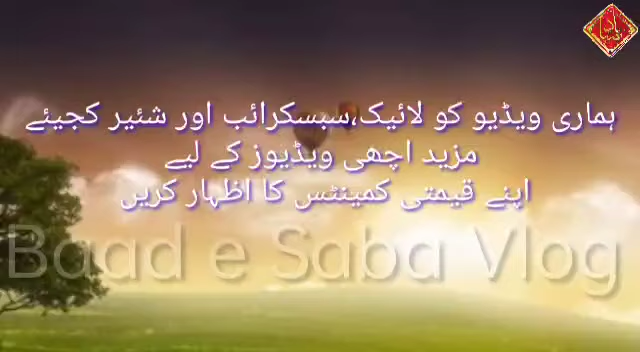 ہماری ویڈیو کو لائیک،سبسکرائب اور شئیر کجیئے
مزید اچھی ویڈیوز کے لیے
اپنے قیمتی کمینٹس کا اظہار کریں
Baad e Saba Vlog